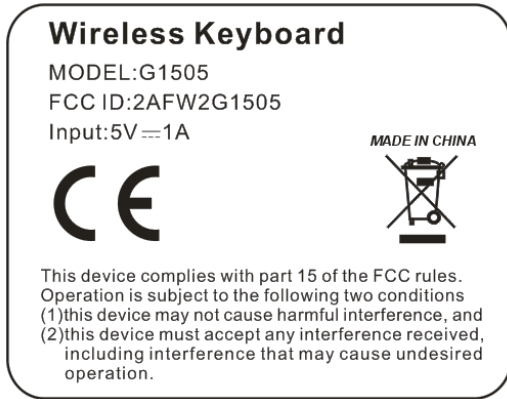 Wireless Keyboard
MODEL:G1505
FCC ID:2AFW2G1505
Input:5V⎓1A
MADE IN CHINA
CE
This device complies with part 15 of the FCC rules.
Operation is subject to the following two conditions
(1)this device may not cause harmful interference, and
(2)this device must accept any interference received,
including interference that may cause undesired
operation.